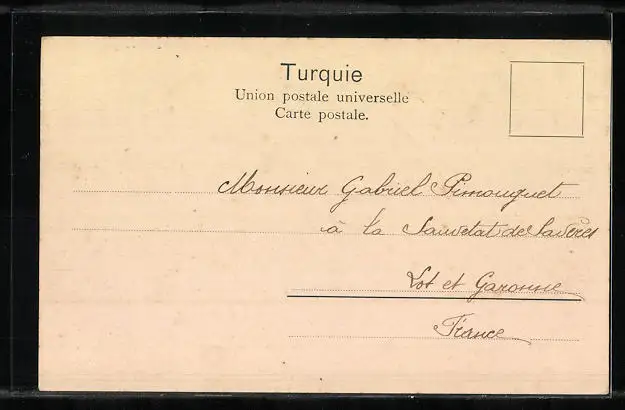 Turquie
Union postale universelle
Carte postale.
Monsieur Gabriel Pimouguet
à la Sauvetat de Savères
Lot et Garonne
France